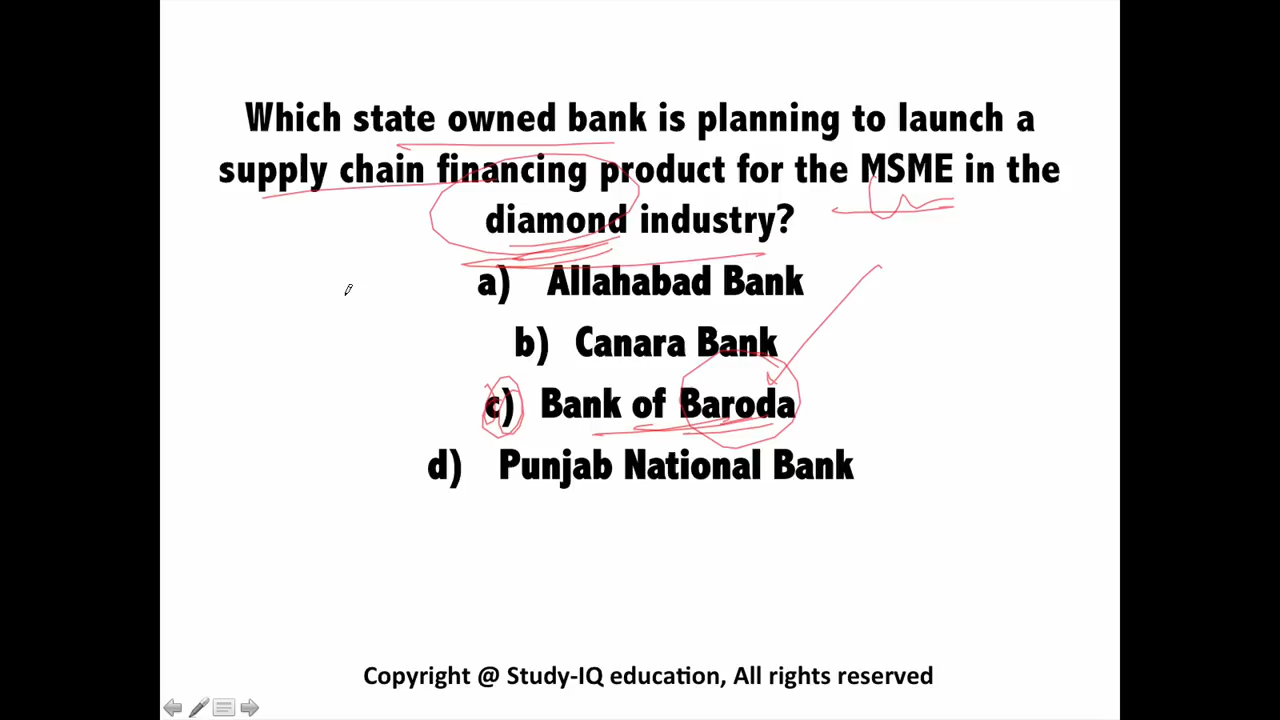 Which state owned bank is planning to launch a
supply chain financing product for the MSME in the
diamond industry?
a) Allahabad Bank
b) Canara Bank
c) Bank of Baroda
d) Punjab National Bank
Copyright @ Study-IQ education, All rights reserved